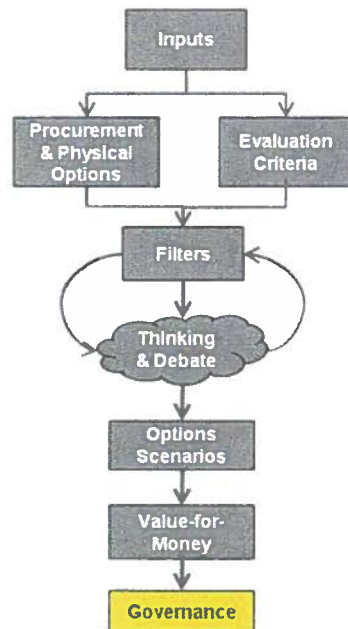 Inputs
Procurement
& Physical
Options
Evaluation
Criteria
Filters
Thinking
& Debate
Options
Scenarios
Value-for-
Money
Governance